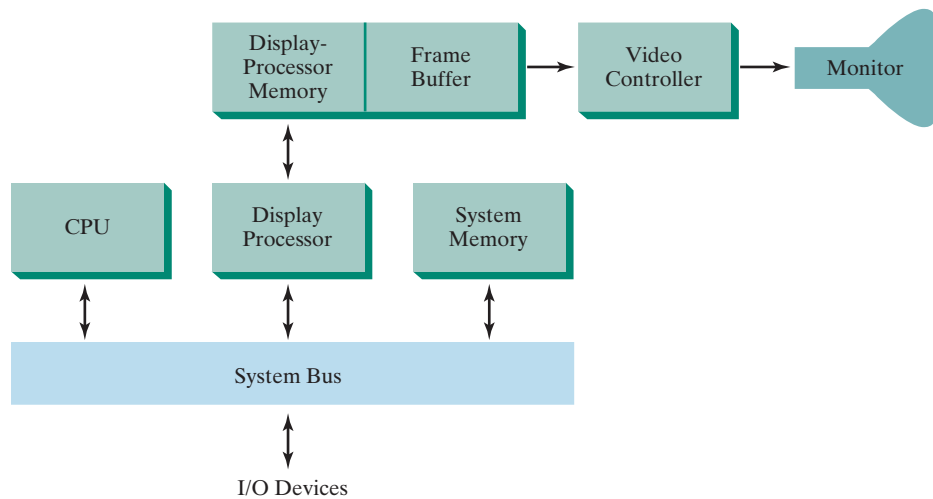 Display-
Processor
Memory
Frame
Buffer
Video
Controller
Monitor
CPU
Display
Processor
System
Memory
System Bus
I/O Devices